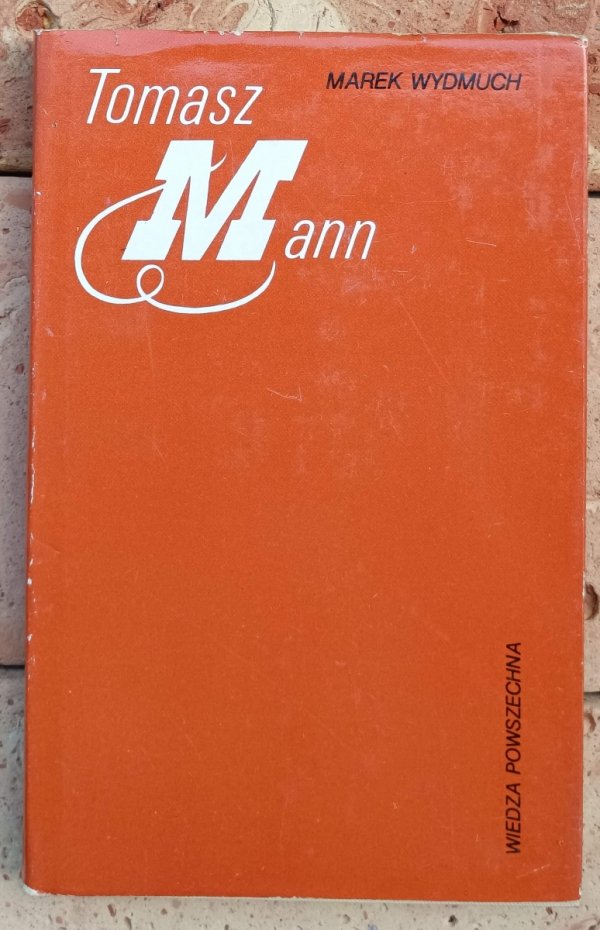 Tomasz
Mann
MAREK WYDMUCH
WIEDZA POWSZECHNA